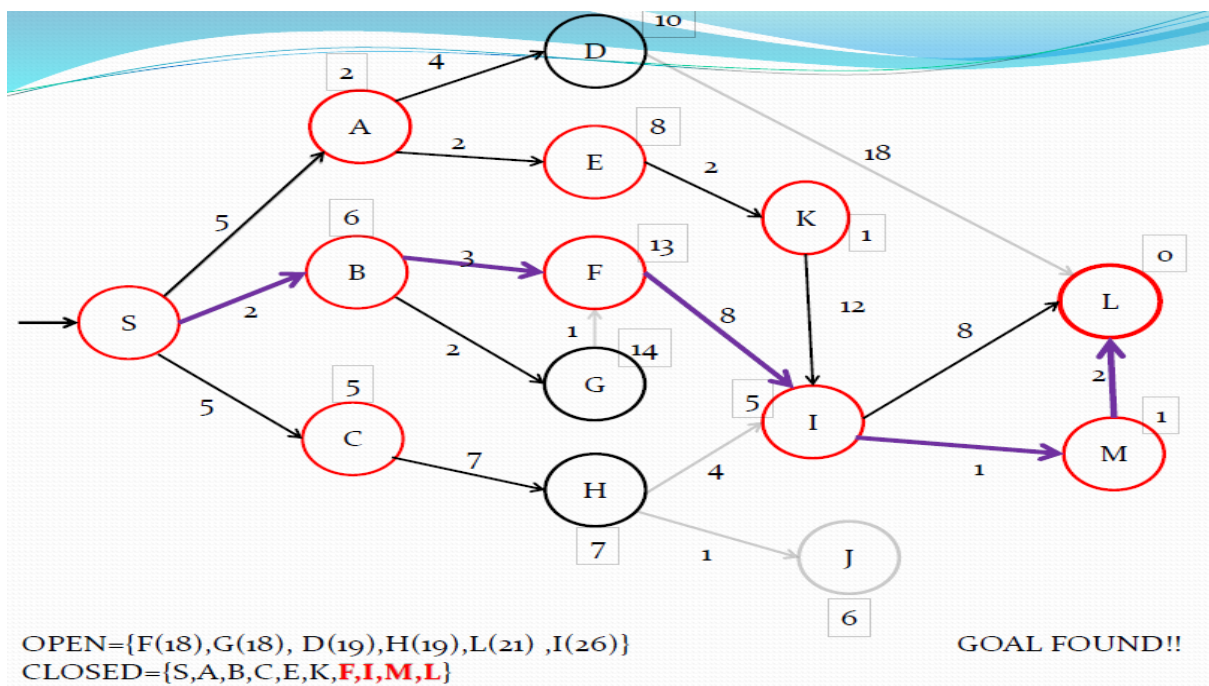 10
D
4
2
A
8
E
2
18
2
K
1
5
6
B
3
13
F
0
L
S
2
8
12
8
1
14
2
G
2
5
5
I
1
M
5
C
7
4
1
H
7
1
J
6
OPEN={F(18),G(18), D(19),H(19),L(21) ,I(26)}
GOAL FOUND!!
CLOSED={S,A,B,C,E,K,F,I,M,L}